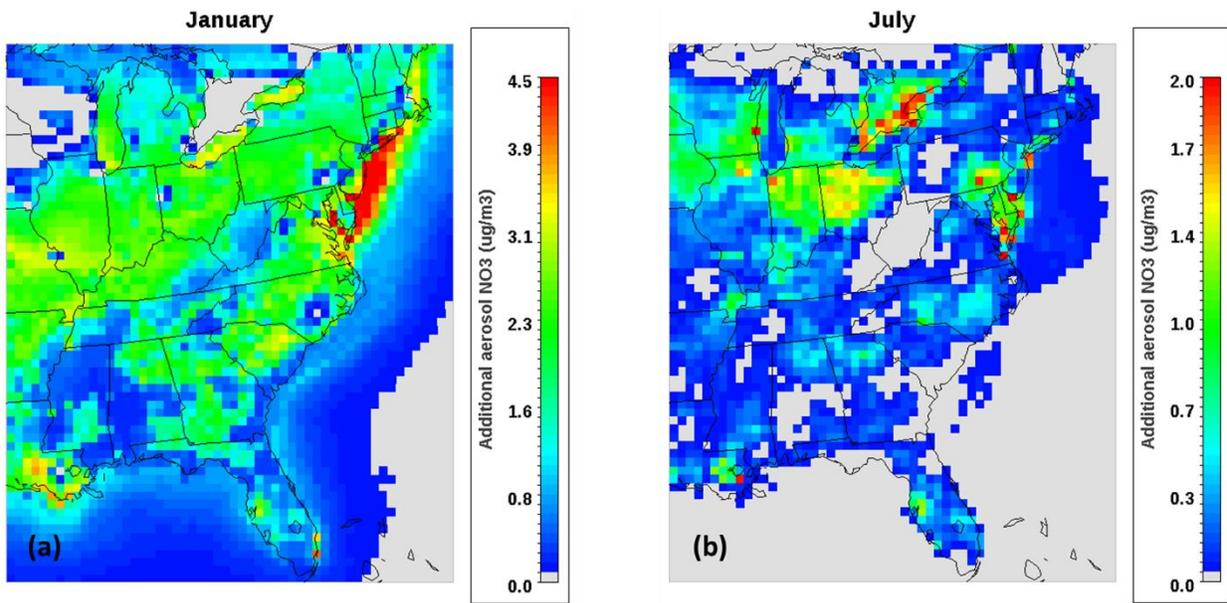 January
4.5
3.9
3.1
2.3
1.6
0.8
0.0
Additional aerosol NO3 (ug/m3)
(a)
July
2.0
1.7
1.4
1.0
0.7
0.3
0.0
Additional aerosol NO3 (ug/m3)
(b)